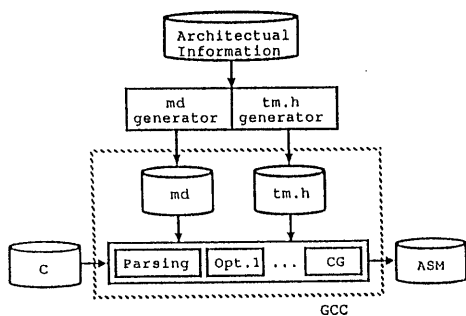 Architectual
Information
md
generator
tm.h
generator
md
tm.h
C
Parsing
Opt.1
...
CG
ASM
GCC